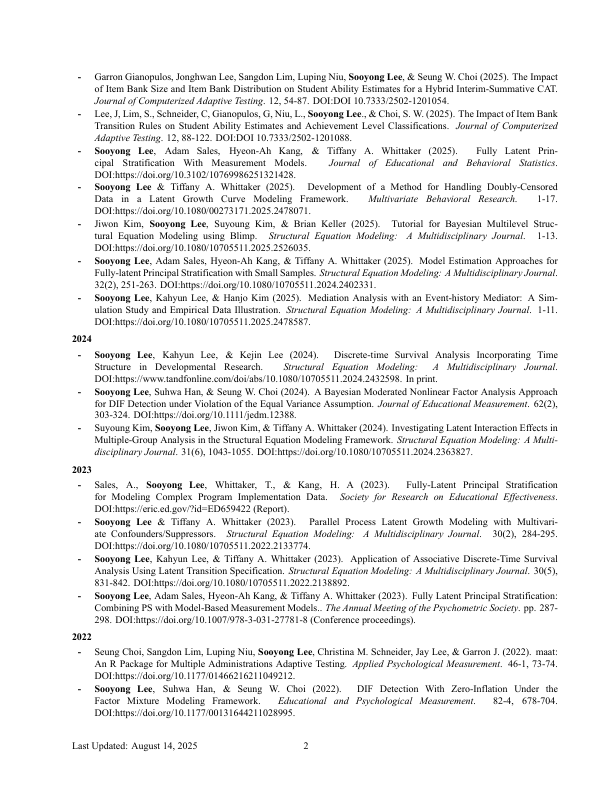 - Garron Gianopulos, Jonghwan Lee, Sangdon Lim, Luping Niu, Sooyong Lee, & Seung W. Choi (2025). The Impact
of Item Bank Size and Item Bank Distribution on Student Ability Estimates for a Hybrid Interim-Summative CAT.
Journal of Computerized Adaptive Testing. 12, 54-87. DOI:DOI 10.7333/2502-1201054.
- Lee, J, Lim, S., Schneider, C, Gianopulos, G, Niu, L., Sooyong Lee., & Choi, S. W. (2025). The Impact of Item Bank
Transition Rules on Student Ability Estimates and Achievement Level Classifications. Journal of Computerized
Adaptive Testing. 12, 88-122. DOI:DOI 10.7333/2502-1201088.
- Sooyong Lee, Adam Sales, Hyeon-Ah Kang, & Tiffany A. Whittaker (2025). Fully Latent Prin-
cipal Stratification With Measurement Models. Journal of Educational and Behavioral Statistics.
DOI:https://doi.org/10.3102/10769986251321428.
- Sooyong Lee & Tiffany A. Whittaker (2025). Development of a Method for Handling Doubly-Censored
Data in a Latent Growth Curve Modeling Framework. Multivariate Behavioral Research. 1-17.
DOI:https://doi.org/10.1080/00273171.2025.2478071.
- Jiwon Kim, Sooyong Lee, Suyoung Kim, & Brian Keller (2025). Tutorial for Bayesian Multilevel Struc-
tural Equation Modeling using Blimp. Structural Equation Modeling: A Multidisciplinary Journal. 1-13.
DOI:https://doi.org/10.1080/10705511.2025.2526035.
- Sooyong Lee, Adam Sales, Hyeon-Ah Kang, & Tiffany A. Whittaker (2025). Model Estimation Approaches for
Fully-latent Principal Stratification with Small Samples. Structural Equation Modeling: A Multidisciplinary Journal.
32(2), 251-263. DOI:https://doi.org/10.1080/10705511.2024.2402331.
- Sooyong Lee, Kahyun Lee, & Hanjo Kim (2025). Mediation Analysis with an Event-history Mediator: A Sim-
ulation Study and Empirical Data Illustration. Structural Equation Modeling: A Multidisciplinary Journal. 1-11.
DOI:https://doi.org/10.1080/10705511.2025.2478587.
2024
- Sooyong Lee, Kahyun Lee, & Kejin Lee (2024). Discrete-time Survival Analysis Incorporating Time
Structure in Developmental Research. Structural Equation Modeling: A Multidisciplinary Journal.
DOI:https://www.tandfonline.com/doi/abs/10.1080/10705511.2024.2432598. In print.
- Sooyong Lee, Suhwa Han, & Seung W. Choi (2024). A Bayesian Moderated Nonlinear Factor Analysis Approach
for DIF Detection under Violation of the Equal Variance Assumption. Journal of Educational Measurement. 62(2),
303-324. DOI:https://doi.org/10.1111/jedm.12388.
- Suyoung Kim, Sooyong Lee, Jiwon Kim, & Tiffany A. Whittaker (2024). Investigating Latent Interaction Effects in
Multiple-Group Analysis in the Structural Equation Modeling Framework. Structural Equation Modeling: A Multi-
disciplinary Journal. 31(6), 1043-1055. DOI:https://doi.org/10.1080/10705511.2024.2363827.
2023
- Sales, A., Sooyong Lee, Whittaker, T., & Kang, H. A (2023). Fully-Latent Principal Stratification
for Modeling Complex Program Implementation Data. Society for Research on Educational Effectiveness.
DOI:https://eric.ed.gov/?id=ED659422 (Report).
- Sooyong Lee & Tiffany A. Whittaker (2023). Parallel Process Latent Growth Modeling with Multivari-
ate Confounders/Suppressors. Structural Equation Modeling: A Multidisciplinary Journal. 30(2), 284-295.
DOI:https://doi.org/10.1080/10705511.2022.2133774.
- Sooyong Lee, Kahyun Lee, & Tiffany A. Whittaker (2023). Application of Associative Discrete-Time Survival
Analysis Using Latent Transition Specification. Structural Equation Modeling: A Multidisciplinary Journal. 30(5),
831-842. DOI:https://doi.org/10.1080/10705511.2022.2138892.
- Sooyong Lee, Adam Sales, Hyeon-Ah Kang, & Tiffany A. Whittaker (2023). Fully Latent Principal Stratification:
Combining PS with Model-Based Measurement Models.. The Annual Meeting of the Psychometric Society. pp. 287-
298. DOI:https://doi.org/10.1007/978-3-031-27781-8 (Conference proceedings).
2022
- Seung Choi, Sangdon Lim, Luping Niu, Sooyong Lee, Christina M. Schneider, Jay Lee, & Garron J. (2022). maat:
An R Package for Multiple Administrations Adaptive Testing. Applied Psychological Measurement. 46-1, 73-74.
DOI:https://doi.org/10.1177/01466216211049212.
- Sooyong Lee, Suhwa Han, & Seung W. Choi (2022). DIF Detection With Zero-Inflation Under the
Factor Mixture Modeling Framework. Educational and Psychological Measurement. 82-4, 678-704.
DOI:https://doi.org/10.1177/00131644211028995.
Last Updated: August 14, 2025 2